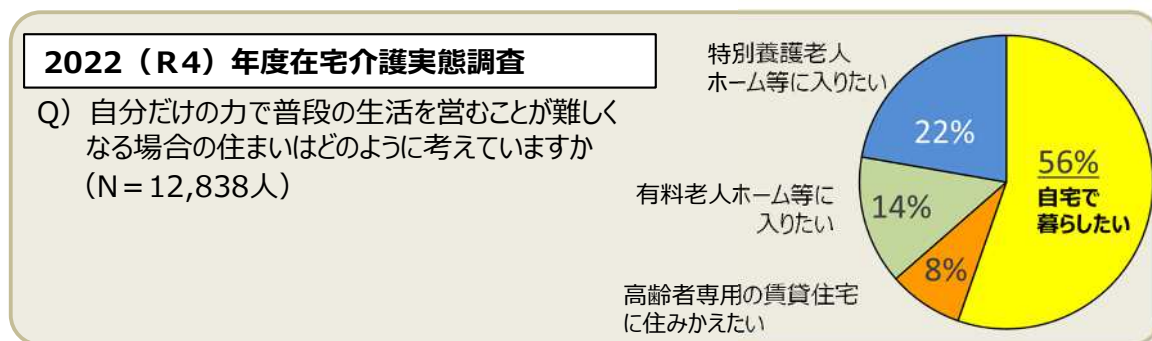 2022（R4）年度在宅介護実態調査
Q）自分だけの力で普段の生活を営むことが難しく
なる場合の住まいはどのように考えていますか
（N＝12,838人）
特別養護老人
ホーム等に入りたい
22%
56%
自宅で
暮らしたい
有料老人ホーム等に
入りたい
14%
8%
高齢者専用の賃貸住宅
に住みかえたい